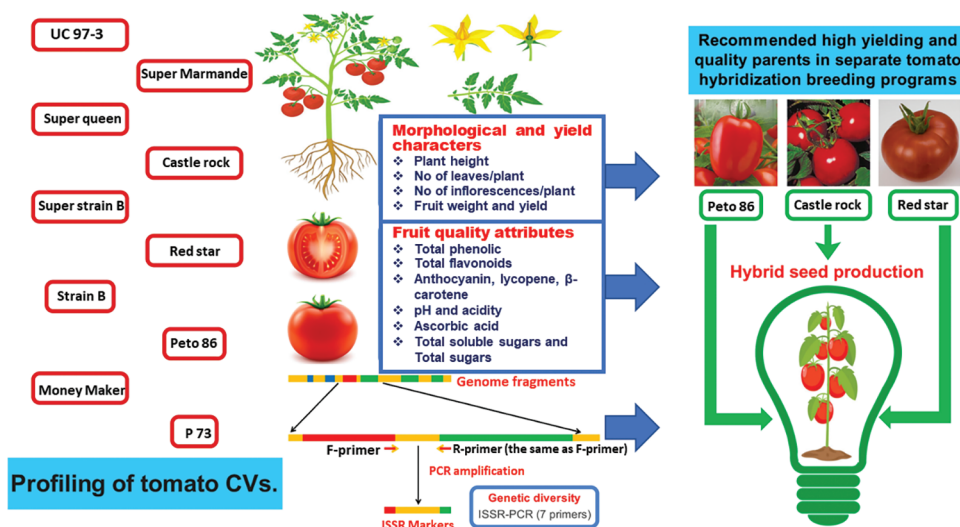 UC 97-3
Super Marmande
Super queen
Castle rock
Super strain B
Red star
Strain B
Peto 86
Money Maker
P 73
Profiling of tomato CVs.
Morphological and yield
characters
❖ Plant height
❖ No of leaves/plant
❖ No of inflorescences/plant
❖ Fruit weight and yield
Fruit quality attributes
❖ Total phenolic
❖ Total flavonoids
❖ Anthocyanin, lycopene, β-
carotene
❖ pH and acidity
❖ Ascorbic acid
❖ Total soluble sugars and
Total sugars
Genome fragments
F-primer
R-primer (the same as F-primer)
PCR amplification
ISSR Markers
Genetic diversity
ISSR-PCR (7 primers)
Recommended high yielding and
quality parents in separate tomato
hybridization breeding programs
Peto 86
Castle rock
Red star
Hybrid seed production